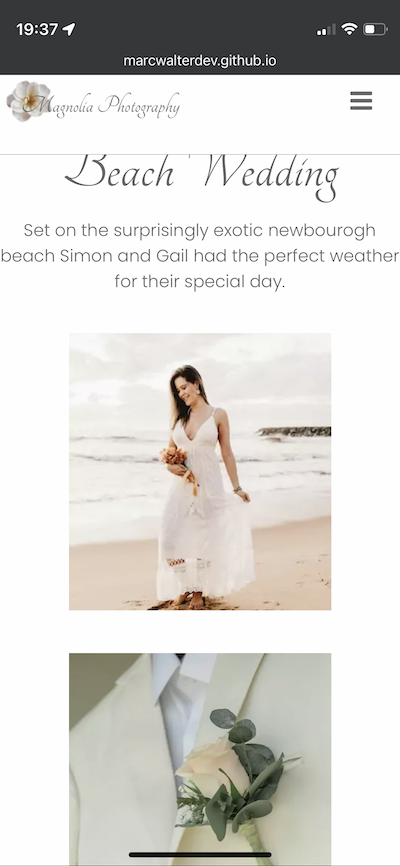 19:37
marcwalterdev.github.io
Magnolia Photography
Beach Wedding
Set on the surprisingly exotic newbourogh
beach Simon and Gail had the perfect weather
for their special day.